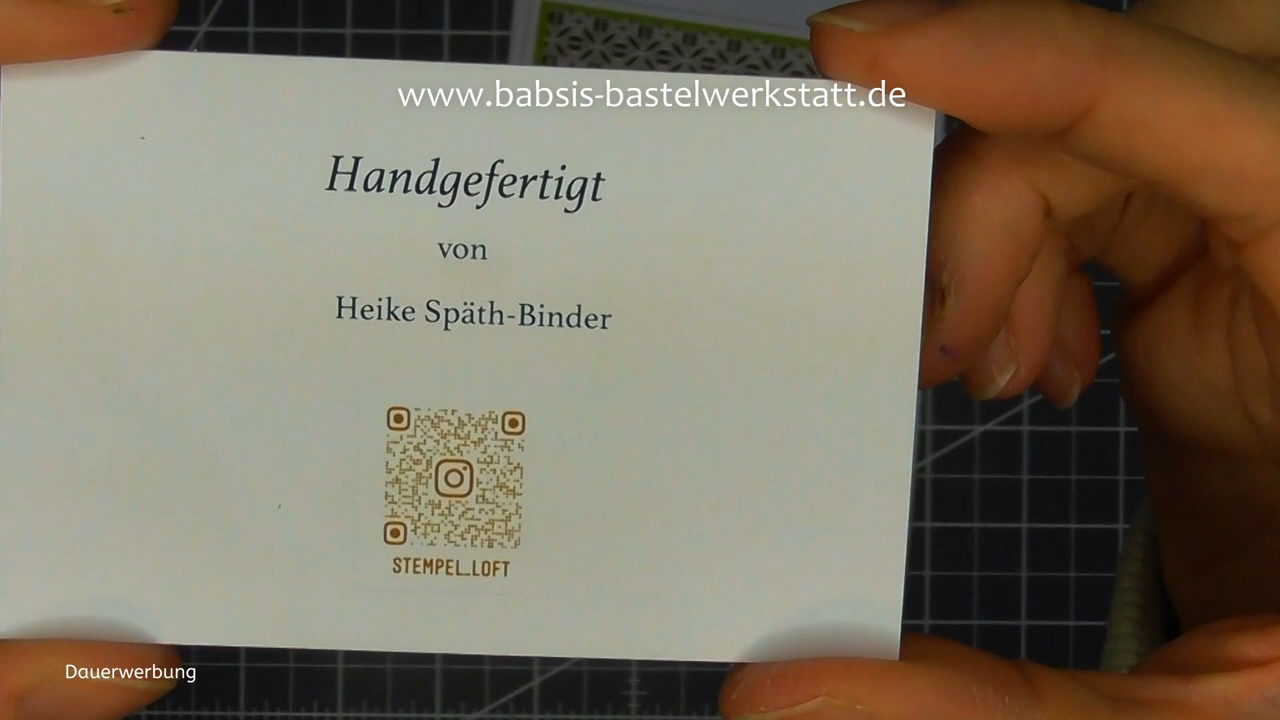 www.babsis-bastelwerkstatt.de
Handgefertigt
von
Heike Späth-Binder
STEMPEL_LOFT
Dauerwerbung